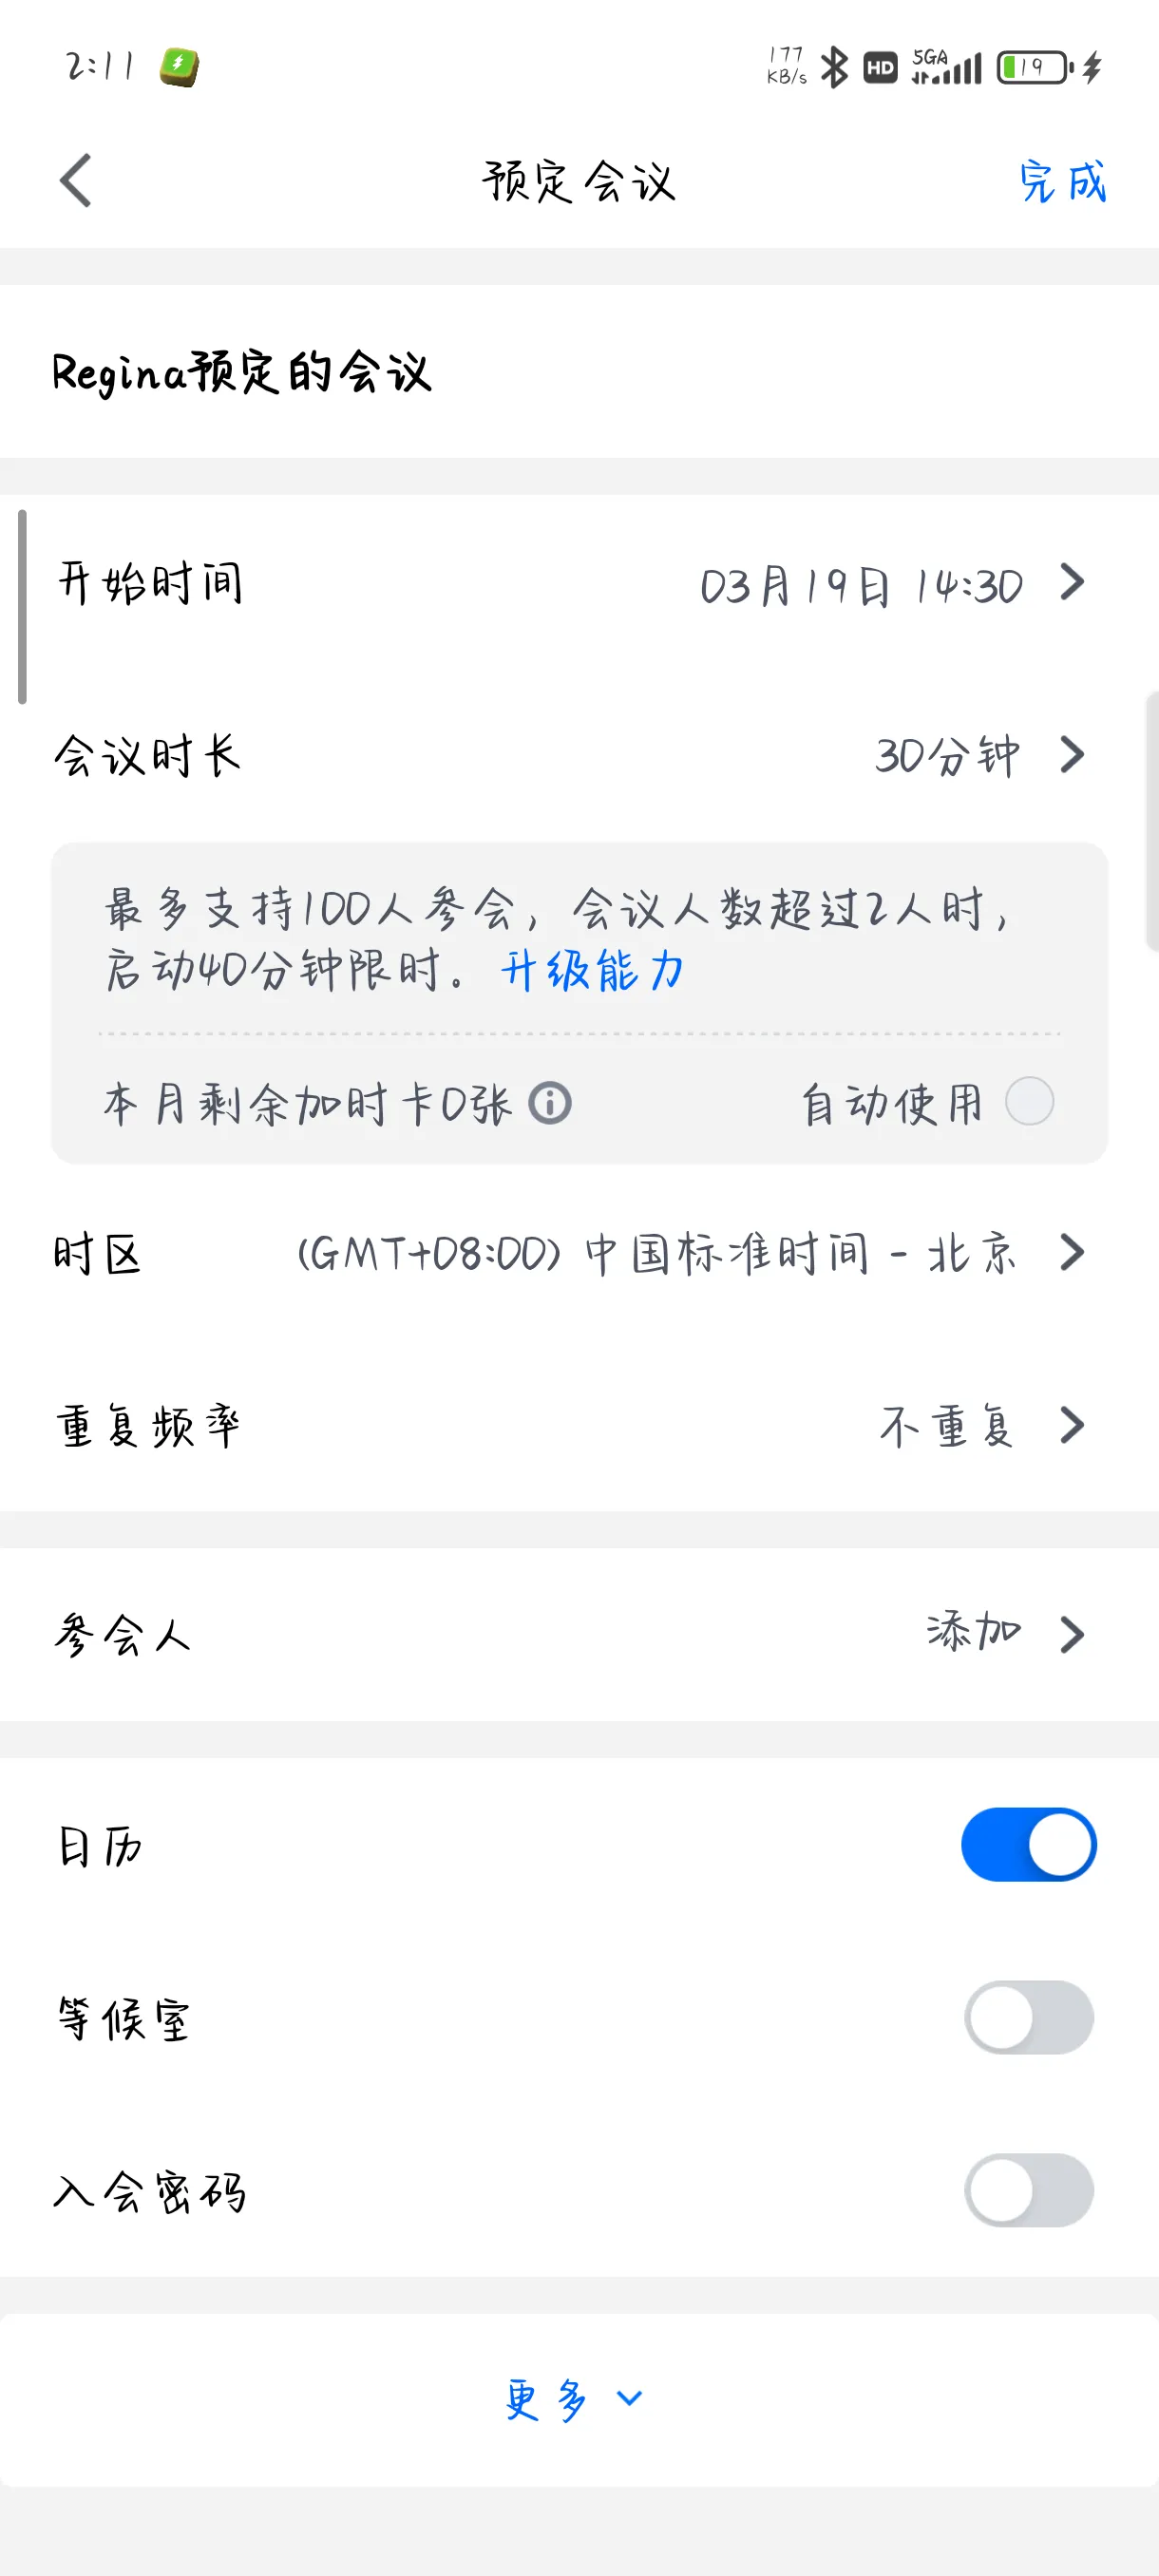 2:11
177 KB/s HD 5GA 19
预定会议 完成
Regina预定的会议
开始时间 03月19日 14:30
会议时长 30分钟
最多支持100人参会，会议人数超过2人时，
启动40分钟限时。升级能力
本月剩余加时卡0张 自动使用
时区 (GMT+08:00) 中国标准时间 - 北京
重复频率 不重复
参会人 添加
日历
等候室
入会密码
更多